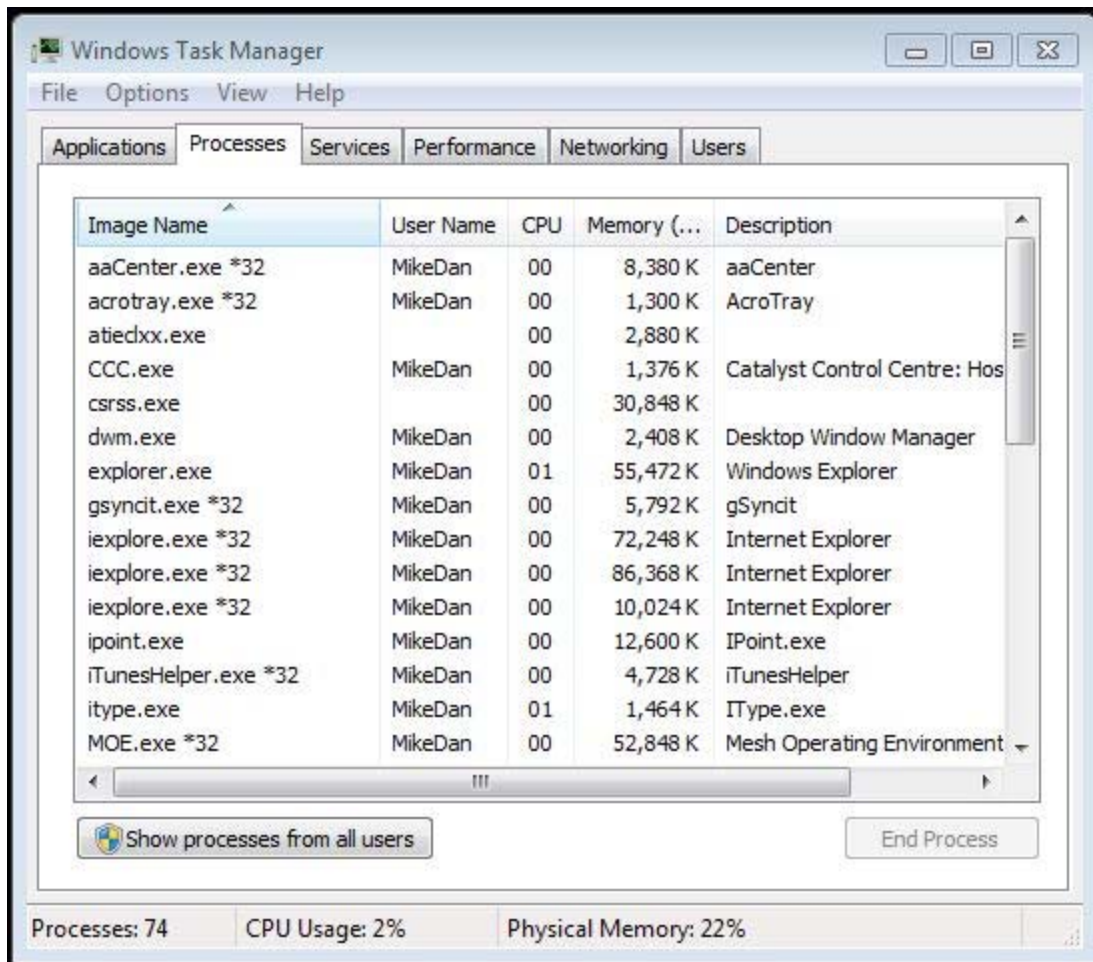 Windows Task Manager
File Options View Help
Applications Processes Services Performance Networking Users
Image Name User Name CPU Memory (... Description
aaCenter.exe *32 MikeDan 00 8,380 K aaCenter
acrotray.exe *32 MikeDan 00 1,300 K AcroTray
atieclxx.exe 00 2,880 K
CCC.exe MikeDan 00 1,376 K Catalyst Control Centre: Hos
csrss.exe 00 30,848 K
dwm.exe MikeDan 00 2,408 K Desktop Window Manager
explorer.exe MikeDan 01 55,472 K Windows Explorer
gsyncit.exe *32 MikeDan 00 5,792 K gSyncit
iexplore.exe *32 MikeDan 00 72,248 K Internet Explorer
iexplore.exe *32 MikeDan 00 86,368 K Internet Explorer
iexplore.exe *32 MikeDan 00 10,024 K Internet Explorer
ipoint.exe MikeDan 00 12,600 K IPoint.exe
iTunesHelper.exe *32 MikeDan 00 4,728 K iTunesHelper
itype.exe MikeDan 01 1,464 K IType.exe
MOE.exe *32 MikeDan 00 52,848 K Mesh Operating Environment
Show processes from all users End Process
Processes: 74 CPU Usage: 2% Physical Memory: 22%